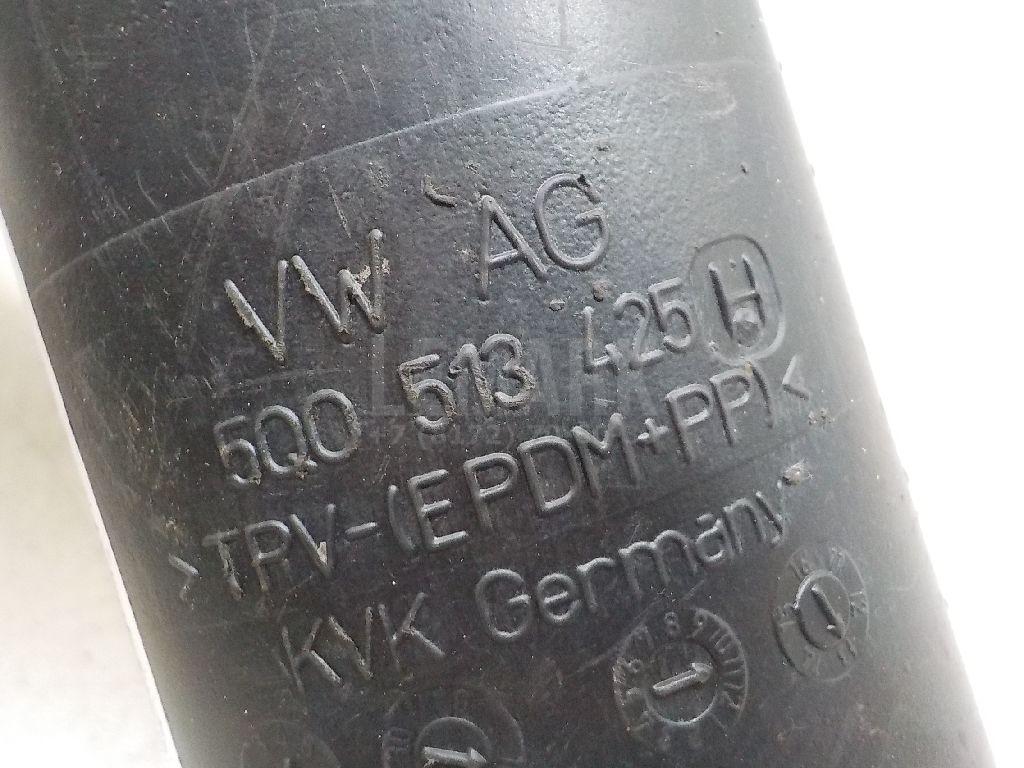 VW AG
5Q0 513 425 H
>TPV-(EPDM+PP)<
KVK Germany